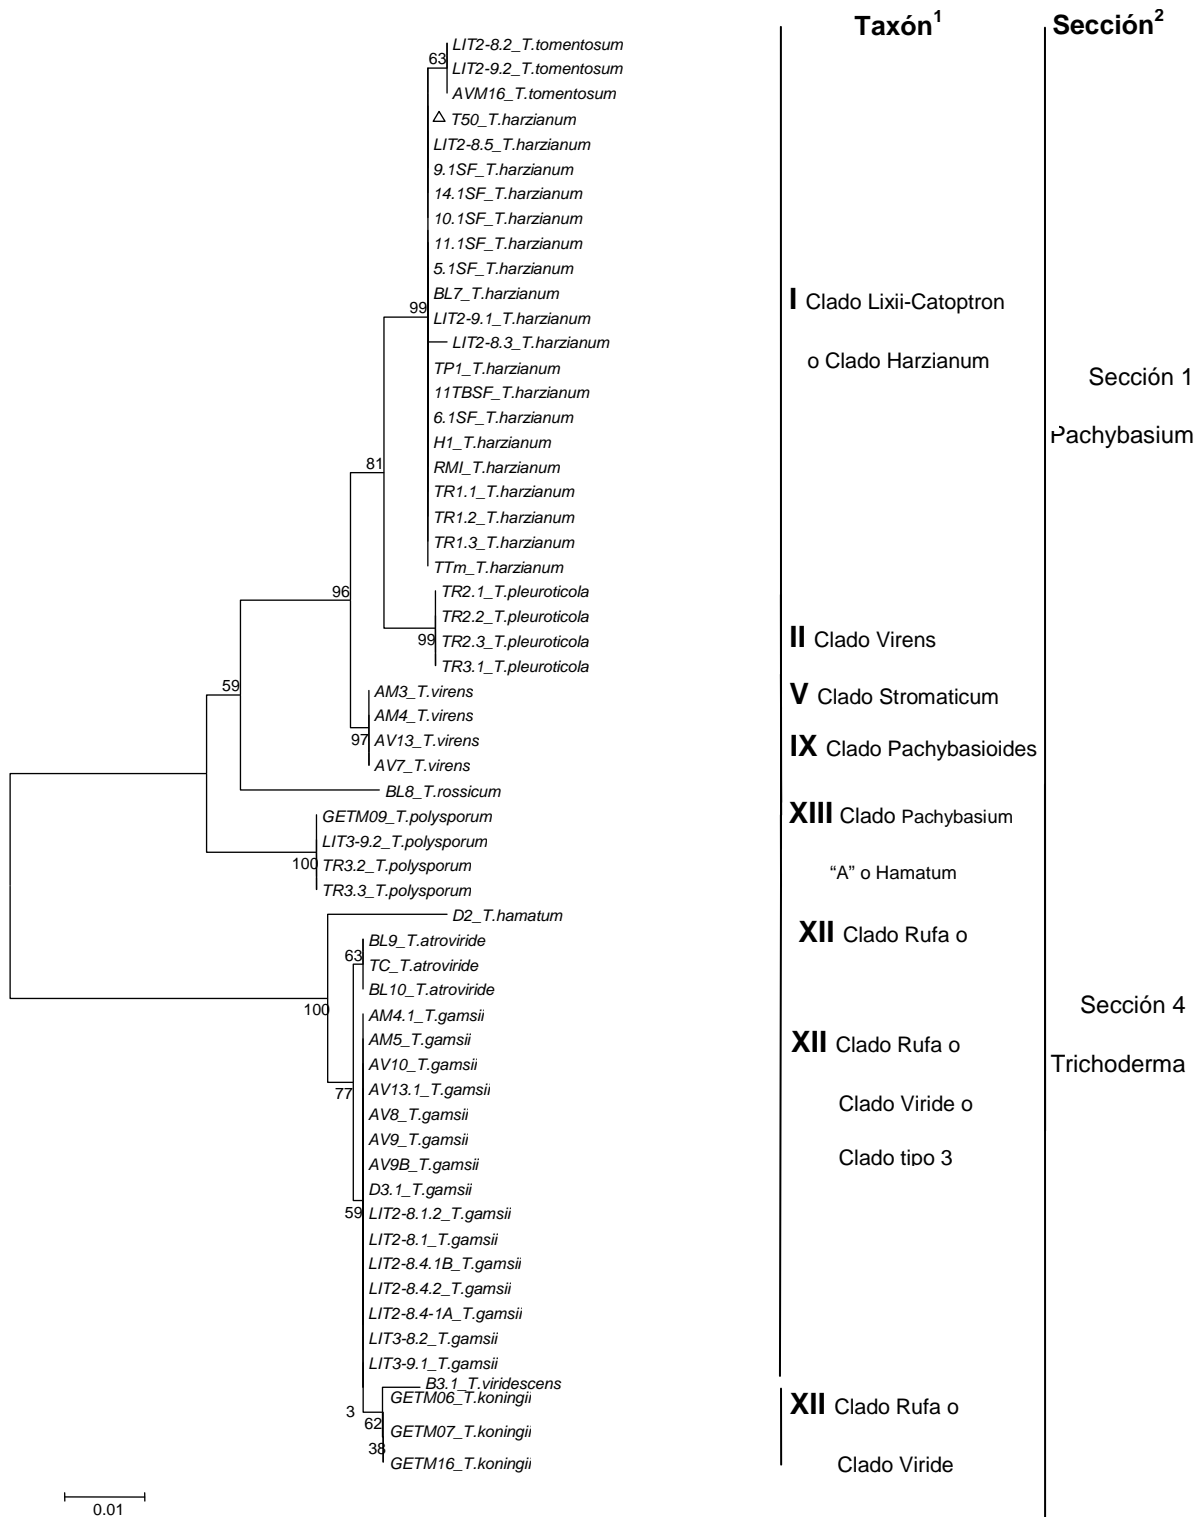 Taxón1 Sección2
LIT2-8.2_T.tomentosum
63
LIT2-9.2_T.tomentosum
AVM16_T.tomentosum
T50_T.harzianum
LIT2-8.5_T.harzianum
9.1SF_T.harzianum
14.1SF_T.harzianum
10.1SF_T.harzianum
11.1SF_T.harzianum
5.1SF_T.harzianum
BL7_T.harzianum
99
LIT2-9.1_T.harzianum
LIT2-8.3_T.harzianum
TP1_T.harzianum
11TBSF_T.harzianum
6.1SF_T.harzianum
H1_T.harzianum
81
RMI_T.harzianum
TR1.1_T.harzianum
TR1.2_T.harzianum
TR1.3_T.harzianum
TTm_T.harzianum
96
TR2.1_T.pleuroticola
TR2.2_T.pleuroticola
99
TR2.3_T.pleuroticola
TR3.1_T.pleuroticola
59
AM3_T.virens
AM4_T.virens
97
AV13_T.virens
AV7_T.virens
BL8_T.rossicum
GETM09_T.polysporum
LIT3-9.2_T.polysporum
100
TR3.2_T.polysporum
TR3.3_T.polysporum
D2_T.hamatum
BL9_T.atroviride
63
TC_T.atroviride
BL10_T.atroviride
100
AM4.1_T.gamsii
AM5_T.gamsii
AV10_T.gamsii
77
AV13.1_T.gamsii
AV8_T.gamsii
AV9_T.gamsii
AV9B_T.gamsii
D3.1_T.gamsii
59
LIT2-8.1.2_T.gamsii
LIT2-8.1_T.gamsii
LIT2-8.4.1B_T.gamsii
LIT2-8.4.2_T.gamsii
LIT2-8.4-1A_T.gamsii
LIT3-8.2_T.gamsii
LIT3-9.1_T.gamsii
B3.1_T.viridescens
GETM06_T.koningii
3
62
GETM07_T.koningii
38
GETM16_T.koningii
0.01
I Clado Lixii-Catoptron
o Clado Harzianum
II Clado Virens
V Clado Stromaticum
IX Clado Pachybasioides
XIII Clado Pachybasium
“A” o Hamatum
XII Clado Rufa o
XII Clado Rufa o
Clado Viride o
Clado tipo 3
XII Clado Rufa o
Clado Viride
Sección 1
Pachybasium
Sección 4
Trichoderma